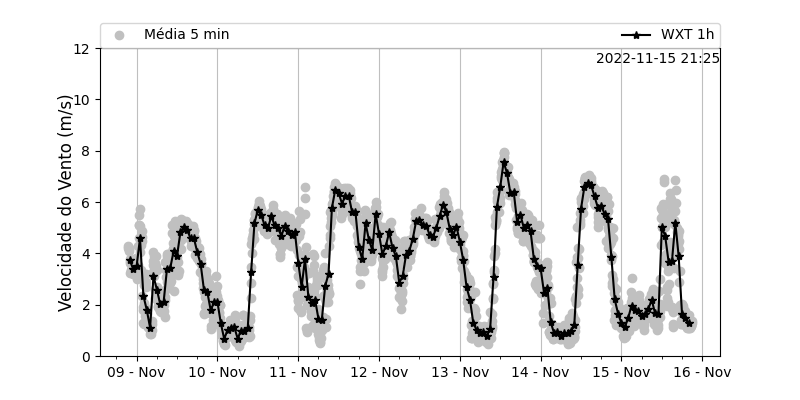 Média 5 min
WXT 1h
2022-11-15 21:25
Velocidade do Vento (m/s)
12
10
8
6
4
2
0
09 - Nov
10 - Nov
11 - Nov
12 - Nov
13 - Nov
14 - Nov
15 - Nov
16 - Nov